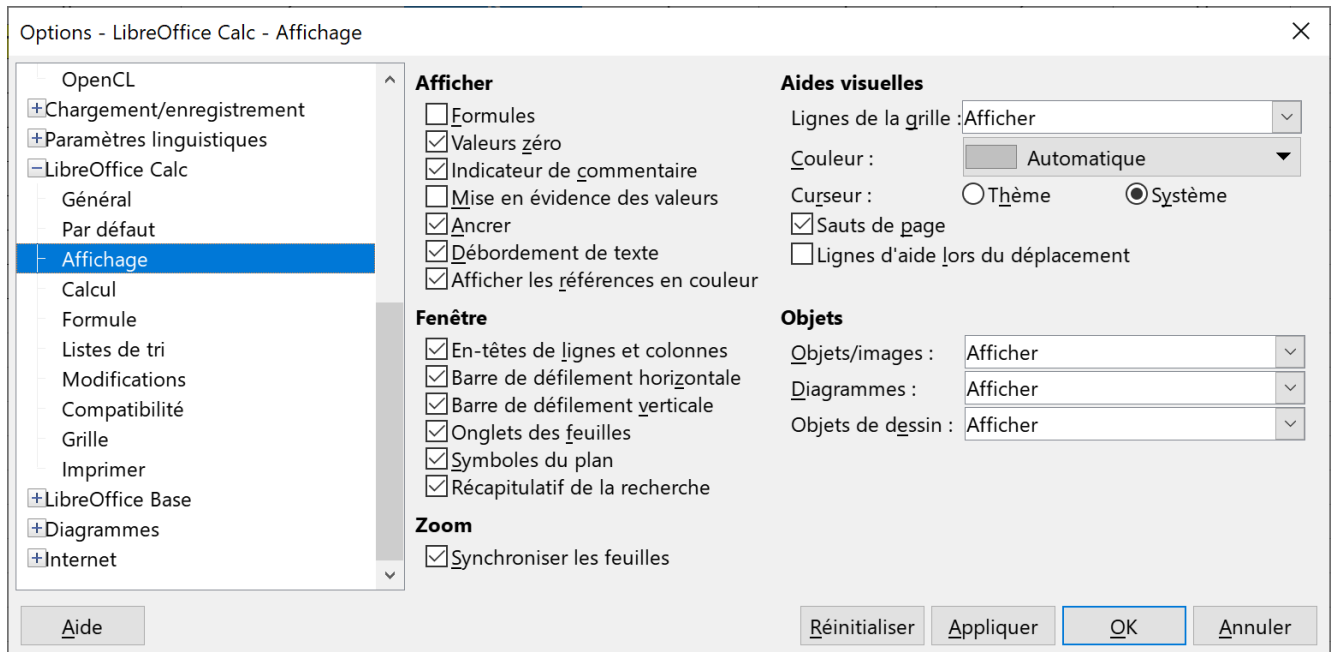 Options - LibreOffice Calc - Affichage
OpenCL
Chargement/enregistrement
Paramètres linguistiques
LibreOffice Calc
Général
Par défaut
Affichage
Calcul
Formule
Listes de tri
Modifications
Compatibilité
Grille
Imprimer
LibreOffice Base
Diagrammes
Internet
Afficher
Formules
Valeurs zéro
Indicateur de commentaire
Mise en évidence des valeurs
Ancrer
Débordement de texte
Afficher les références en couleur
Fenêtre
En-têtes de lignes et colonnes
Barre de défilement horizontale
Barre de défilement verticale
Onglets des feuilles
Symboles du plan
Récapitulatif de la recherche
Zoom
Synchroniser les feuilles
Aides visuelles
Lignes de la grille : Afficher
Couleur : Automatique
Curseur : Thème Système
Sauts de page
Lignes d'aide lors du déplacement
Objets
Objets/images : Afficher
Diagrammes : Afficher
Objets de dessin : Afficher
Aide Réinitialiser Appliquer OK Annuler